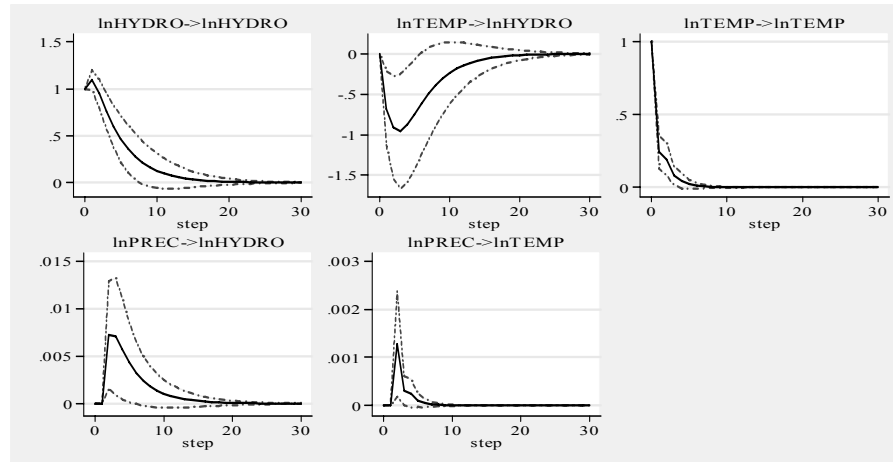 lnHYDRO->lnHYDRO
1.5
1
.5
0
0 10 20 30
step
lnTEMP->lnHYDRO
0
-.5
-1
-1.5
0 10 20 30
step
lnTEMP->lnTEMP
1
.5
0
0 10 20 30
step
lnPREC->lnHYDRO
.015
.01
.005
0
0 10 20 30
step
lnPREC->lnTEMP
.003
.002
.001
0
0 10 20 30
step